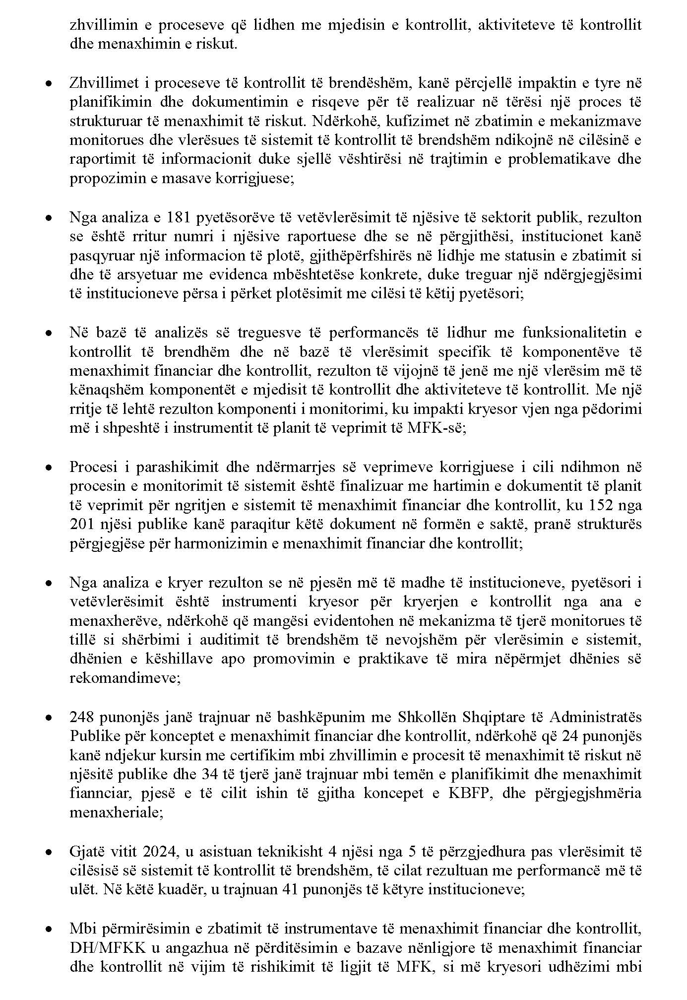 zhvillimin e proceseve që lidhen me mjedisin e kontrollit, aktiviteteve të kontrollit
dhe menaxhimin e riskut.
• Zhvillimet i proceseve të kontrollit të brendëshëm, kanë përcjellë impaktin e tyre në
planifikimin dhe dokumentimin e risqeve për të realizuar në tërësi një proces të
strukturuar të menaxhimit të riskut. Ndërkohë, kufizimet në zbatimin e mekanizmave
monitorues dhe vlerësues të sistemit të kontrollit të brendshëm ndikojnë në cilësinë e
raportimit të informacionit duke sjellë vështirësi në trajtimin e problematikave dhe
propozimin e masave korrigjuese;
• Nga analiza e 181 pyetësorëve të vetëvlerësimit të njësive të sektorit publik, rezulton
se është rritur numri i njësive raportuese dhe se në përgjithësi, institucionet kanë
pasqyruar një informacion të plotë, gjithëpërfshirës në lidhje me statusin e zbatimit si
dhe të arsyetuar me evidenca mbështetëse konkrete, duke treguar një ndërgjegjësimi
të institucioneve përsa i përket plotësimit me cilësi të këtij pyetësori;
• Në bazë të analizës së treguesve të performancës të lidhur me funksionalitetin e
kontrollit të brendhëm dhe në bazë të vlerësimit specifik të komponentëve të
menaxhimit financiar dhe kontrollit, rezulton të vijojnë të jenë me një vlerësim më të
kënaqshëm komponentët e mjedisit të kontrollit dhe aktiviteteve të kontrollit. Me një
rritje të lehtë rezulton komponenti i monitorimi, ku impakti kryesor vjen nga pëdorimi
më i shpeshtë i instrumentit të planit të veprimit të MFK-së;
• Procesi i parashikimit dhe ndërmarrjes së veprimeve korrigjuese i cili ndihmon në
procesin e monitorimit të sistemit është finalizuar me hartimin e dokumentit të planit
të veprimit për ngritjen e sistemit të menaxhimit financiar dhe kontrollit, ku 152 nga
201 njësi publike kanë paraqitur këtë dokument në formën e saktë, pranë strukturës
përgjegjëse për harmonizimin e menaxhimit financiar dhe kontrollit;
• Nga analiza e kryer rezulton se në pjesën më të madhe të institucioneve, pyetësori i
vetëvlerësimit është instrumenti kryesor për kryerjen e kontrollit nga ana e
menaxherëve, ndërkohë që mangësi evidentohen në mekanizma të tjerë monitorues të
tillë si shërbimi i auditimit të brendshëm të nevojshëm për vlerësimin e sistemit,
dhënien e këshillave apo promovimin e praktikave të mira nëpërmjet dhënies së
rekomandimeve;
• 248 punonjës janë trajnuar në bashkëpunim me Shkollën Shqiptare të Administratës
Publike për konceptet e menaxhimit financiar dhe kontrollit, ndërkohë që 24 punonjës
kanë ndjekur kursin me certifikim mbi zhvillimin e procesit të menaxhimit të riskut në
njësitë publike dhe 34 të tjerë janë trajnuar mbi temën e planifikimit dhe menaxhimit
fiannciar, pjesë e të cilit ishin të gjitha koncepet e KBFP, dhe përgjegjshmëria
menaxheriale;
• Gjatë vitit 2024, u asistuan teknikisht 4 njësi nga 5 të përzgjedhura pas vlerësimit të
cilësisë së sistemit të kontrollit të brendshëm, të cilat rezultuan me performancë më të
ulët. Në këtë kuadër, u trajnuan 41 punonjës të këtyre institucioneve;
• Mbi përmirësimin e zbatimit të instrumentave të menaxhimit financiar dhe kontrollit,
DH/MFKK u angazhua në përditësimin e bazave nënligjore të menaxhimit financiar
dhe kontrollit në vijim të rishikimit të ligjit të MFK, si më kryesori udhëzimi mbi